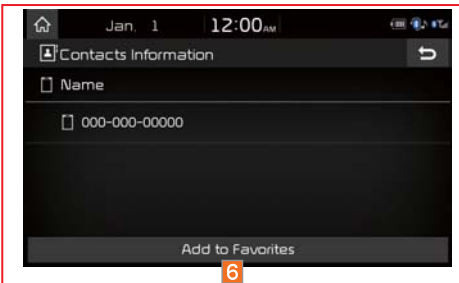 Jan. 1 12:00AM
Contacts Information
Name
000-000-00000
Add to Favorites
6